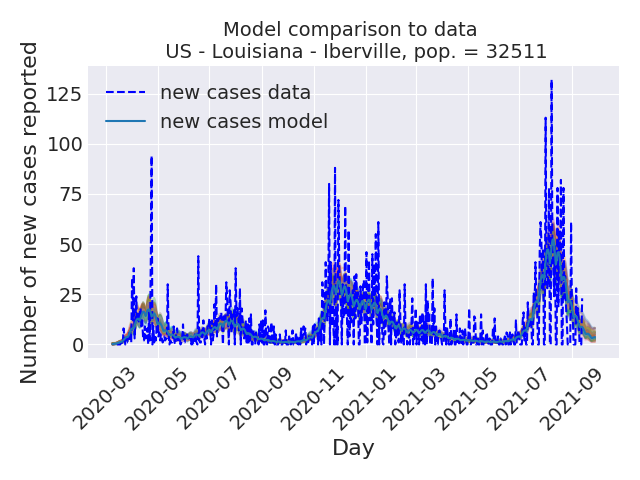 Model comparison to data
US - Louisiana - Iberville, pop. = 32511
new cases data
new cases model
Number of new cases reported
125
100
75
50
25
0
2020-03
2020-05
2020-07
2020-09
2020-11
2021-01
2021-03
2021-05
2021-07
2021-09
Day